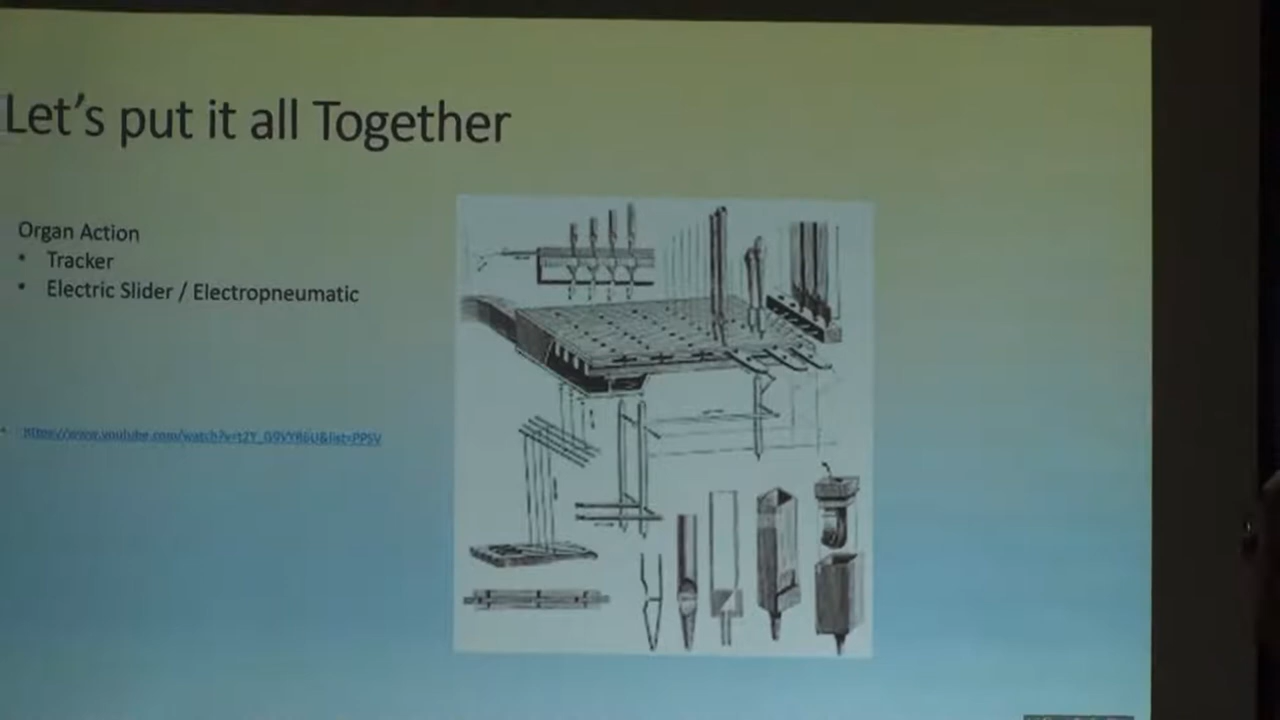 Let's put it all Together
Organ Action
• Tracker
• Electric Slider / Electropneumatic